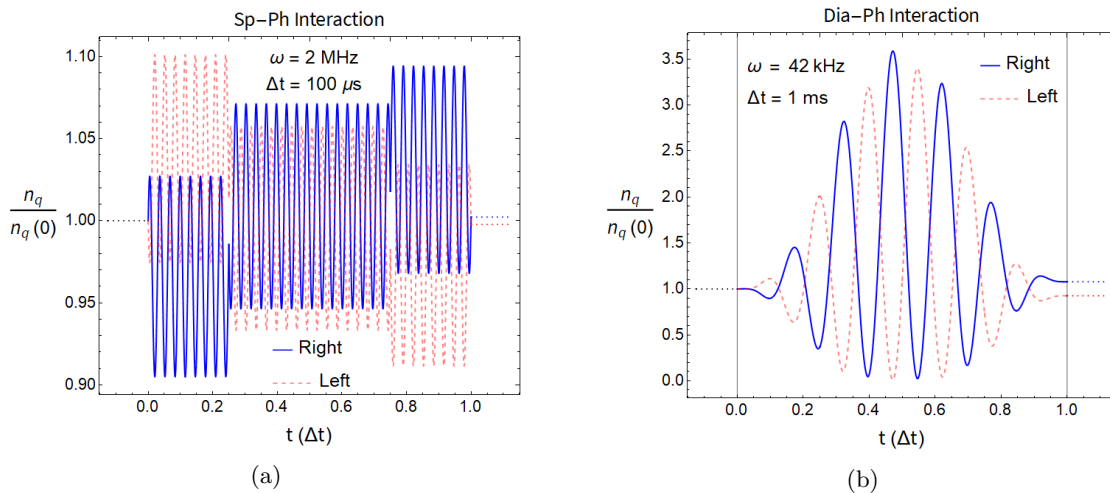 Sp-Ph Interaction
ω = 2 MHz
Δt = 100 μs
1.10
1.05
1.00
0.95
0.90
n_q
n_q (0)
Right
Left
0.0 0.2 0.4 0.6 0.8 1.0
t (Δt)
(a)
Dia-Ph Interaction
ω = 42 kHz
Δt = 1 ms
Right
Left
3.5
3.0
2.5
2.0
1.5
1.0
0.5
0.0
n_q
n_q (0)
0.0 0.2 0.4 0.6 0.8 1.0
t (Δt)
(b)